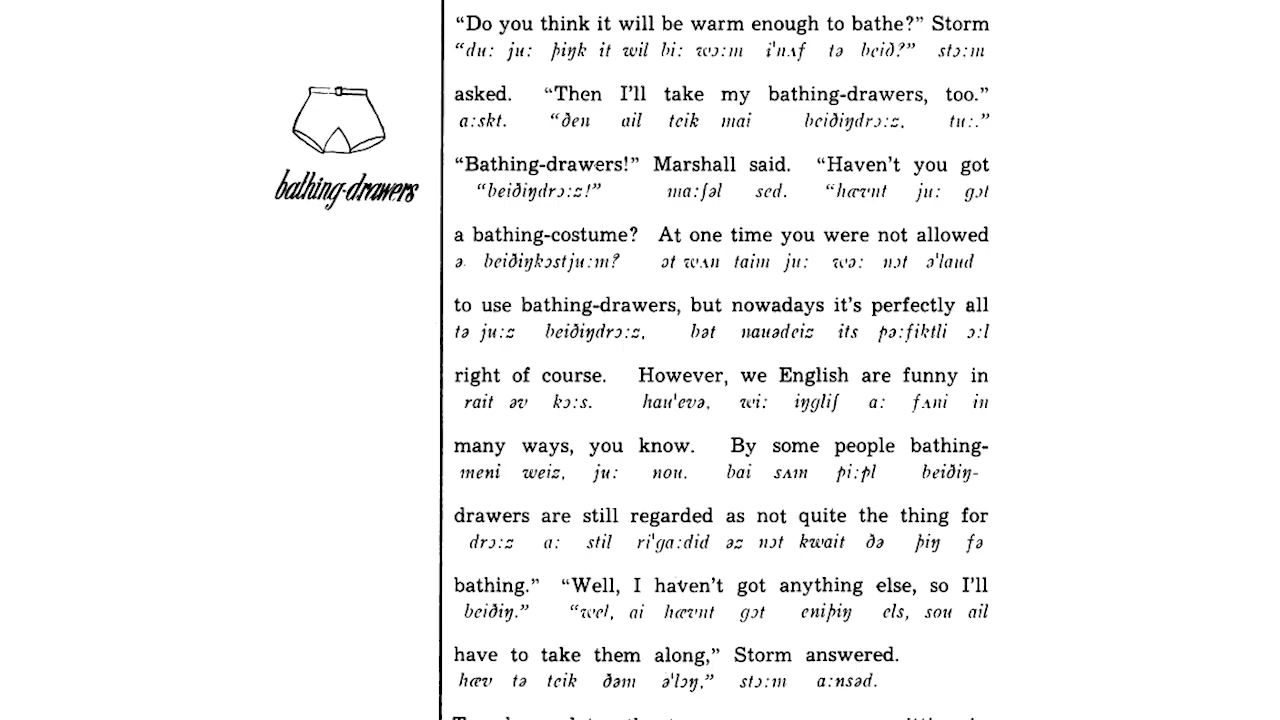 “Do you think it will be warm enough to bathe?” Storm
“du: ju: þiŋk it wil bi: wɔ:m i'nʌf tə beið?” stɔ:m
asked. “Then I’ll take my bathing-drawers, too.”
a:skt. “ðen ail teik mai beiðiŋdrɔ:z, tu:.”
“Bathing-drawers!” Marshall said. “Haven’t you got
“beiðiŋdrɔ:z!” ma:ʃəl sed. “hævnt ju: gɔt
bathing-drawers
a bathing-costume? At one time you were not allowed
ə beiðiŋkɔstju:m? ət wʌn taim ju: wə: nɔt ə'laud
to use bathing-drawers, but nowadays it’s perfectly all
tə ju:z beiðiŋdrɔ:z, bət nauədeiz its pə:fiktli ɔ:l
right of course. However, we English are funny in
rait əv kɔ:s. hau'evə, wi: iŋgliʃ a: fʌni in
many ways, you know. By some people bathing-
meni weiz, ju: nou. bai sʌm pi:pl beiðiŋ-
drawers are still regarded as not quite the thing for
drɔ:z a: stil ri'ga:did əz nɔt kwait ðə þiŋ fə
bathing.” “Well, I haven’t got anything else, so I’ll
beiðiŋ.” “wel, ai hævnt gɔt eniþiŋ els, sou ail
have to take them along,” Storm answered.
hæv tə teik ðəm ə'lɔŋ,” stɔ:m a:nsəd.